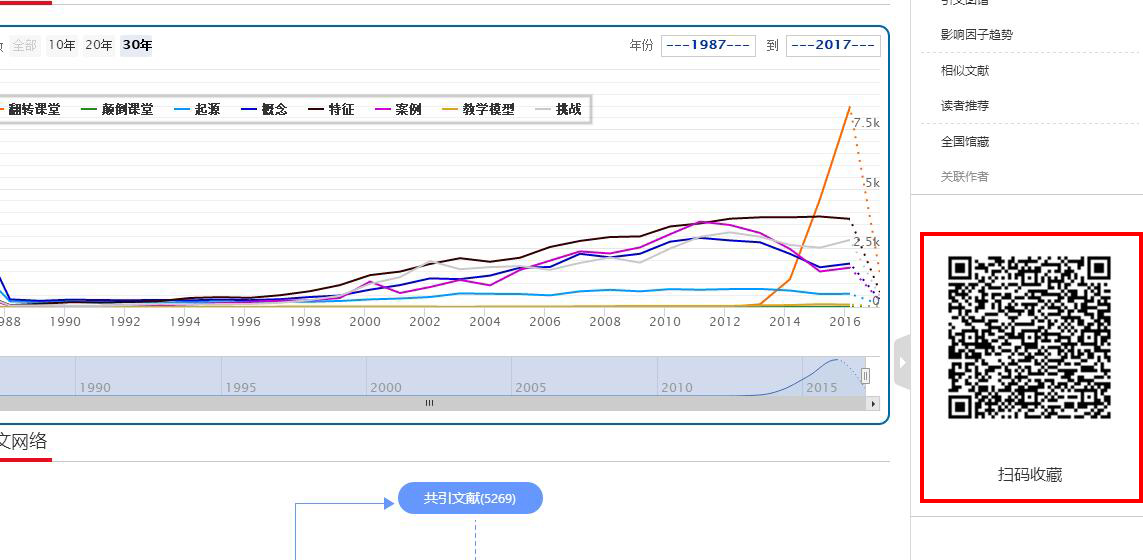 全部 10年 20年 30年
年份 ---1987--- 到 ---2017---
翻转课堂 颠倒课堂 起源 概念 特征 案例 教学模型 挑战
7.5k
5k
2.5k
0
988 1990 1992 1994 1996 1998 2000 2002 2004 2006 2008 2010 2012 2014 2016
1990 1995 2000 2005 2010 2015
文网络
共引文献(5269)
引文图谱
影响因子趋势
相似文献
读者推荐
全国馆藏
关联作者
扫码收藏